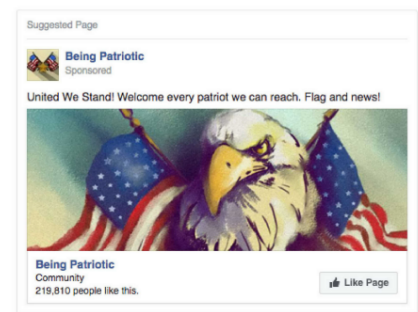 Suggested Page
Being Patriotic
Sponsored
United We Stand! Welcome every patriot we can reach. Flag and news!
Being Patriotic
Community
219,810 people like this.
Like Page